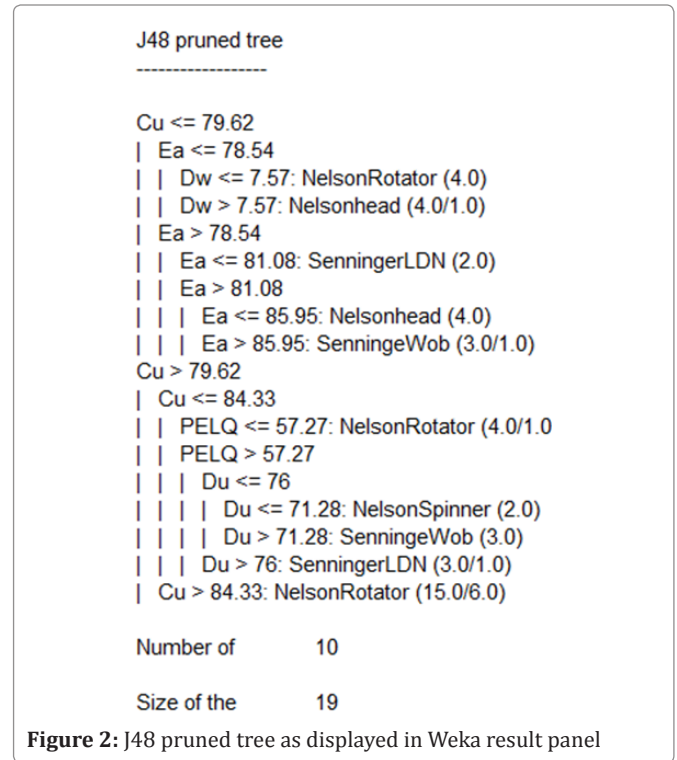 J48 pruned tree
------------------
Cu <= 79.62
|  Ea <= 78.54
|  |  Dw <= 7.57: NelsonRotator (4.0)
|  |  Dw > 7.57: Nelsonhead (4.0/1.0)
|  Ea > 78.54
|  |  Ea <= 81.08: SenningerLDN (2.0)
|  |  Ea > 81.08
|  |  |  Ea <= 85.95: Nelsonhead (4.0)
|  |  |  Ea > 85.95: SenningeWob (3.0/1.0)
Cu > 79.62
|  Cu <= 84.33
|  |  PELQ <= 57.27: NelsonRotator (4.0/1.0
|  |  PELQ > 57.27
|  |  |  Du <= 76
|  |  |  |  Du <= 71.28: NelsonSpinner (2.0)
|  |  |  |  Du > 71.28: SenningeWob (3.0)
|  |  |  Du > 76: SenningerLDN (3.0/1.0)
|  Cu > 84.33: NelsonRotator (15.0/6.0)
Number of 10
Size of the 19
Figure 2: J48 pruned tree as displayed in Weka result panel